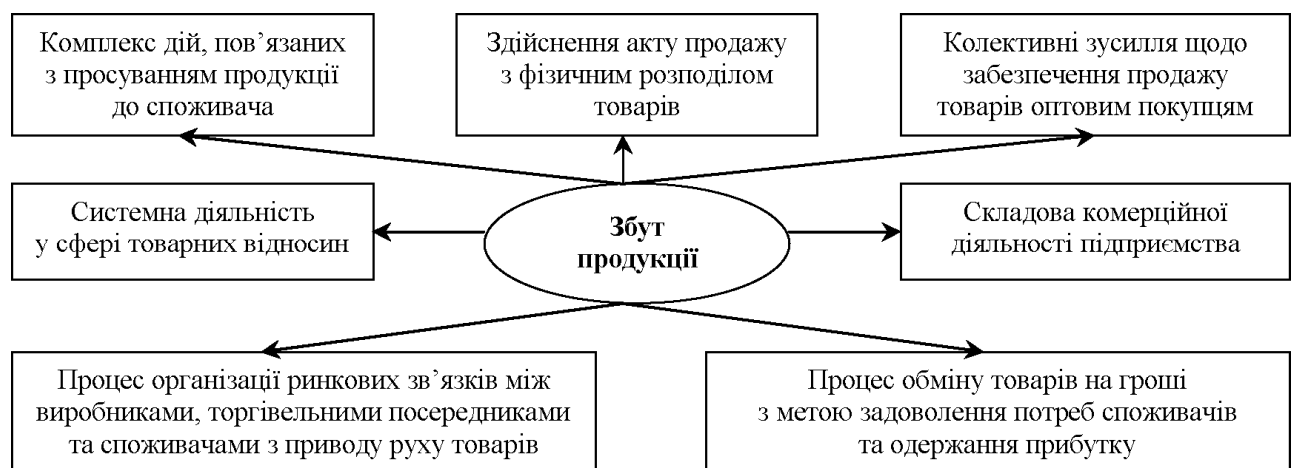 Комплекс дій, пов’язаних
з просуванням продукції
до споживача
Здійснення акту продажу
з фізичним розподілом
товарів
Колективні зусилля щодо
забезпечення продажу
товарів оптовим покупцям
Системна діяльність
у сфері товарних відносин
Збут
продукції
Складова комерційної
діяльності підприємства
Процес організації ринкових зв’язків між
виробниками, торгівельними посередниками
та споживачами з приводу руху товарів
Процес обміну товарів на гроші
з метою задоволення потреб споживачів
та одержання прибутку